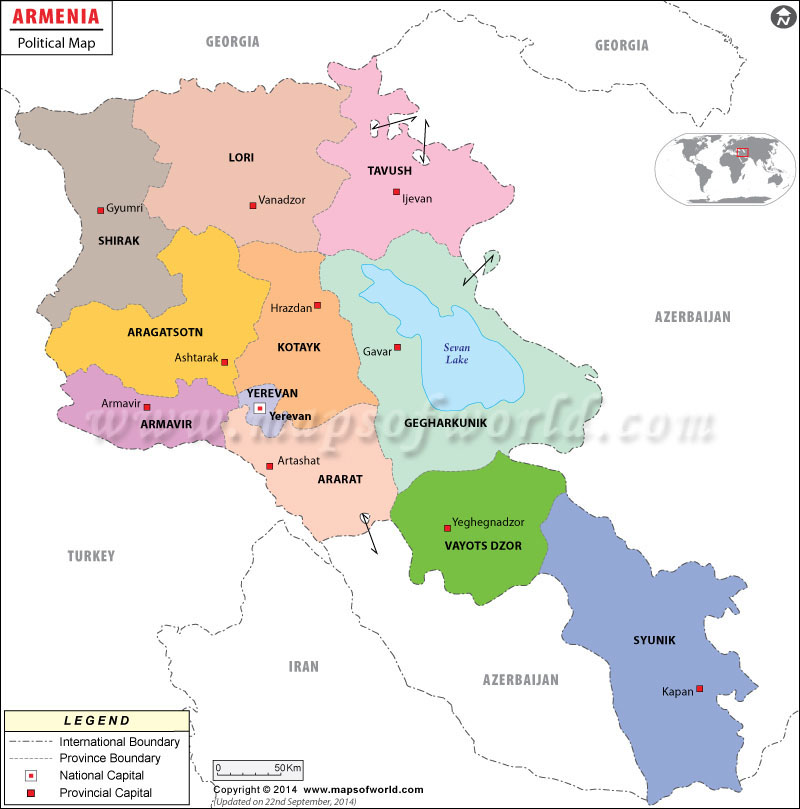 ARMENIA
Political Map
N
GEORGIA
GEORGIA
LORI
TAVUSH
Vanadzor
Ijevan
Gyumri
SHIRAK
Hrazdan
AZERBAIJAN
ARAGATSOTN
KOTAYK
Sevan
Lake
Gavar
Ashtarak
YEREVAN
Armavir
Yerevan
ARMAVIR
GEGHARKUNIK
www.mapsofworld.com
Artashat
ARARAT
Yeghegnadzor
VAYOTS DZOR
TURKEY
SYUNIK
IRAN
AZERBAIJAN
Kapan
LEGEND
International Boundary
Province Boundary
National Capital
Provincial Capital
0 50Km
Copyright © 2014 www.mapsofworld.com
(Updated on 22nd September, 2014)